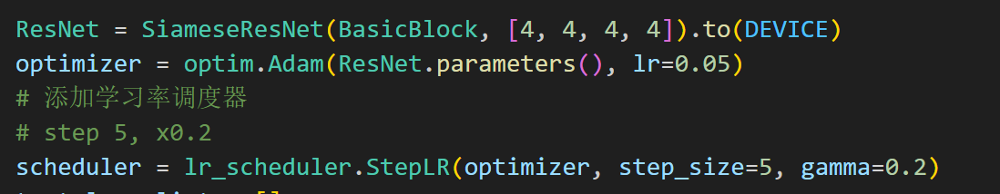 ResNet = SiameseResNet(BasicBlock, [4, 4, 4, 4]).to(DEVICE)
optimizer = optim.Adam(ResNet.parameters(), lr=0.05)
# 添加学习率调度器
# step 5, x0.2
scheduler = lr_scheduler.StepLR(optimizer, step_size=5, gamma=0.2)